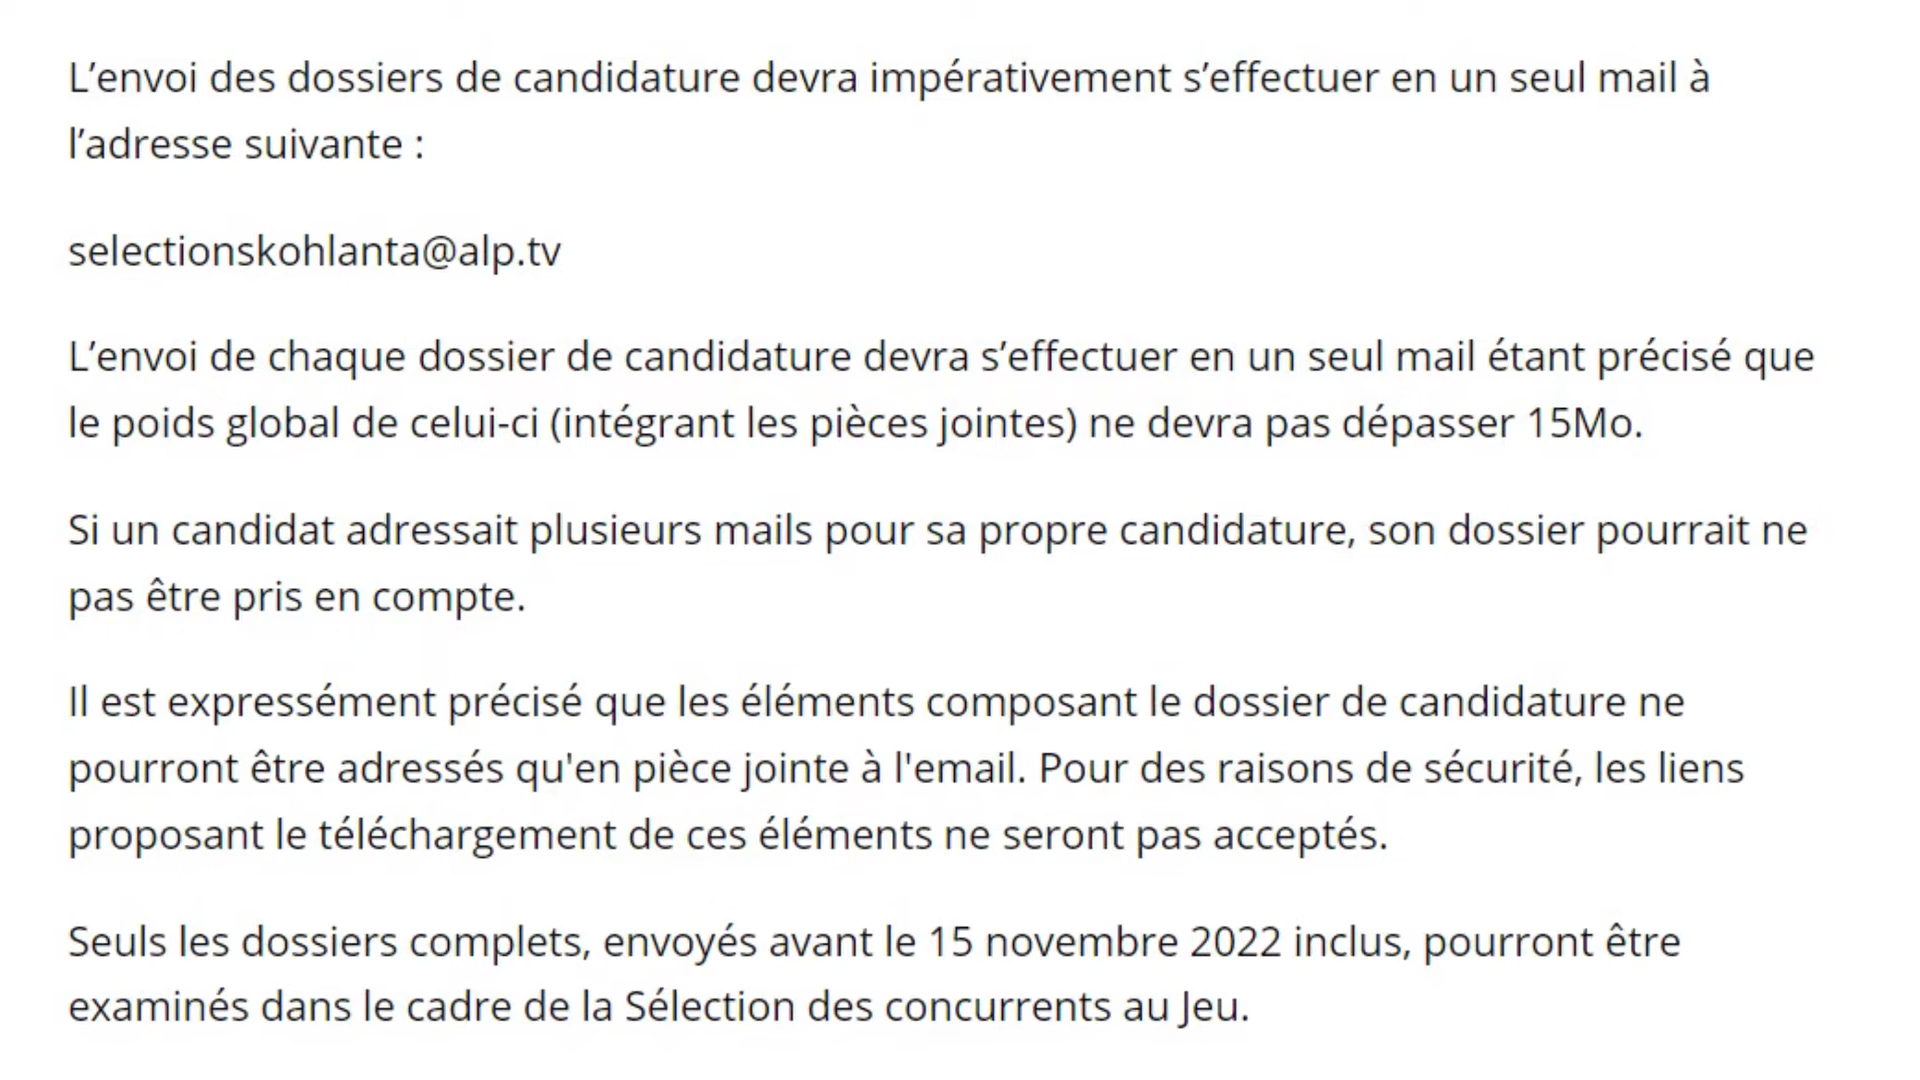 L’envoi des dossiers de candidature devra impérativement s’effectuer en un seul mail à
l’adresse suivante :
selectionskohlanta@alp.tv
L’envoi de chaque dossier de candidature devra s’effectuer en un seul mail étant précisé que
le poids global de celui-ci (intégrant les pièces jointes) ne devra pas dépasser 15Mo.
Si un candidat adressait plusieurs mails pour sa propre candidature, son dossier pourrait ne
pas être pris en compte.
Il est expressément précisé que les éléments composant le dossier de candidature ne
pourront être adressés qu'en pièce jointe à l'email. Pour des raisons de sécurité, les liens
proposant le téléchargement de ces éléments ne seront pas acceptés.
Seuls les dossiers complets, envoyés avant le 15 novembre 2022 inclus, pourront être
examinés dans le cadre de la Sélection des concurrents au Jeu.